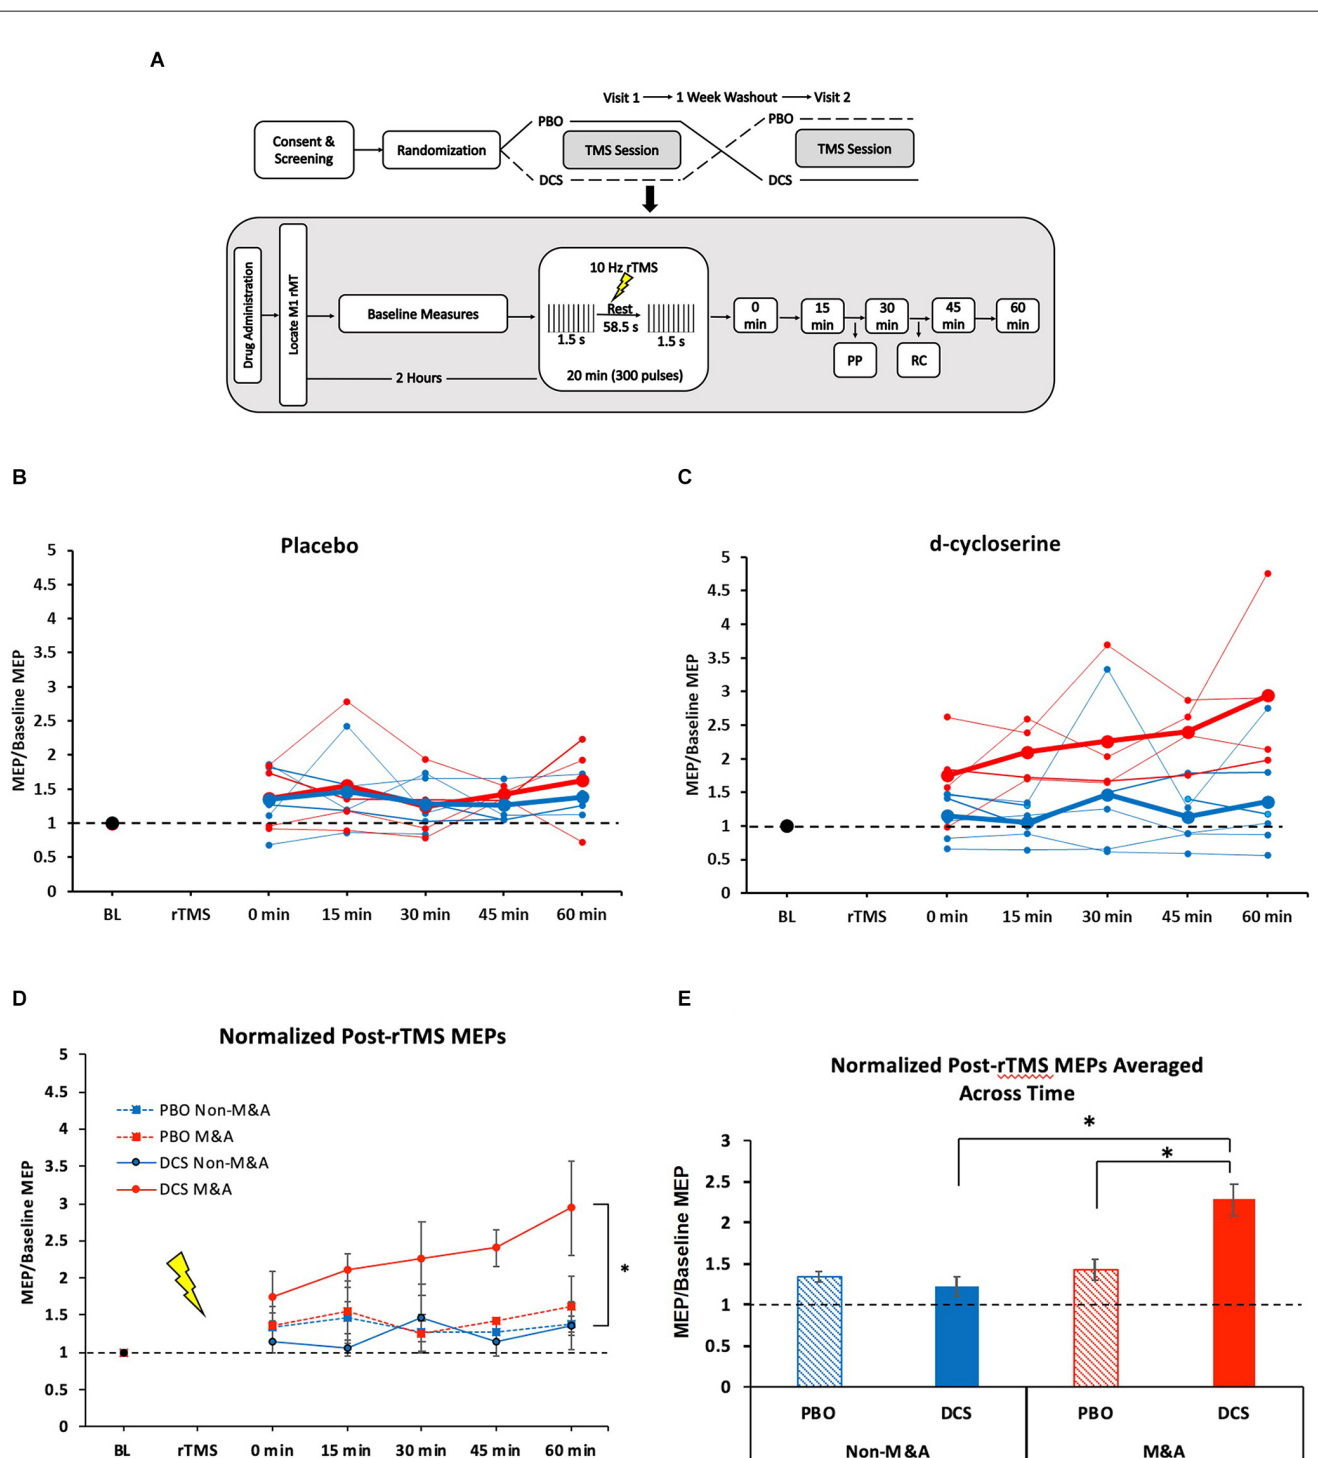 A
Visit 1 1 Week Washout Visit 2
Consent &
Screening
Randomization
PBO
TMS Session
DCS
PBO
TMS Session
DCS
Drug Administration
Locate M1 rMT
Baseline Measures
2 Hours
10 Hz rTMS
Rest
58.5 s
1.5 s
1.5 s
20 min (300 pulses)
0
min
15
min
30
min
45
min
60
min
PP
RC
B
Placebo
MEP/Baseline MEP
5
4.5
4
3.5
3
2.5
2
1.5
1
0.5
0
BL rTMS 0 min 15 min 30 min 45 min 60 min
C
d-cycloserine
MEP/Baseline MEP
5
4.5
4
3.5
3
2.5
2
1.5
1
0.5
0
BL rTMS 0 min 15 min 30 min 45 min 60 min
D
Normalized Post-rTMS MEPs
MEP/Baseline MEP
5
4.5
4
3.5
3
2.5
2
1.5
1
0.5
0
PBO Non-M&A
PBO M&A
DCS Non-M&A
DCS M&A
*
BL rTMS 0 min 15 min 30 min 45 min 60 min
E
Normalized Post-rTMS MEPs Averaged
Across Time
MEP/Baseline MEP
3
2.5
2
1.5
1
0.5
0
*
*
PBO DCS PBO DCS
Non-M&A M&A